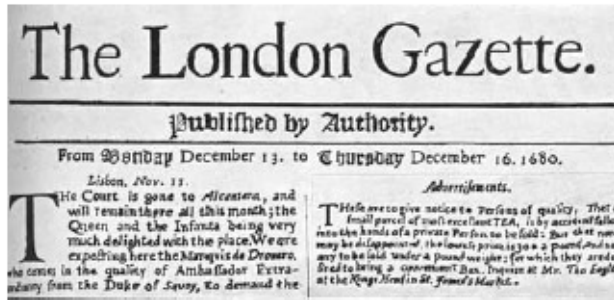 The London Gazette.
Publiſhed by Authority.
From Monday December 13. to Thurſday December 16. 1680.
Lisbon, Nov. 11.
THe Court is gone to Alcantara, and
will remain there all this month; the
Queen and the Infanta being very
much delighted with the place. We are
expecting here the Marquis de Dronero,
who comes in the quality of Ambaſſador Extra-
ordinary from the Duke of Savoy, to demand the
Advertiſements.
THeſe are to give notice to Perſons of quality, That a
ſmall parcel of moſt excellent TEA, is by accident fallen
into the hands of a private Perſon to be ſold: But that none
may be diſappointed, the loweſt price is 30 s. a pound, and not
any to be ſold under a pound weight; for which they are de-
ſired to bring a convenient Box. Inquire at Mr. Tho.
at the Kings Head in St. James's Market.